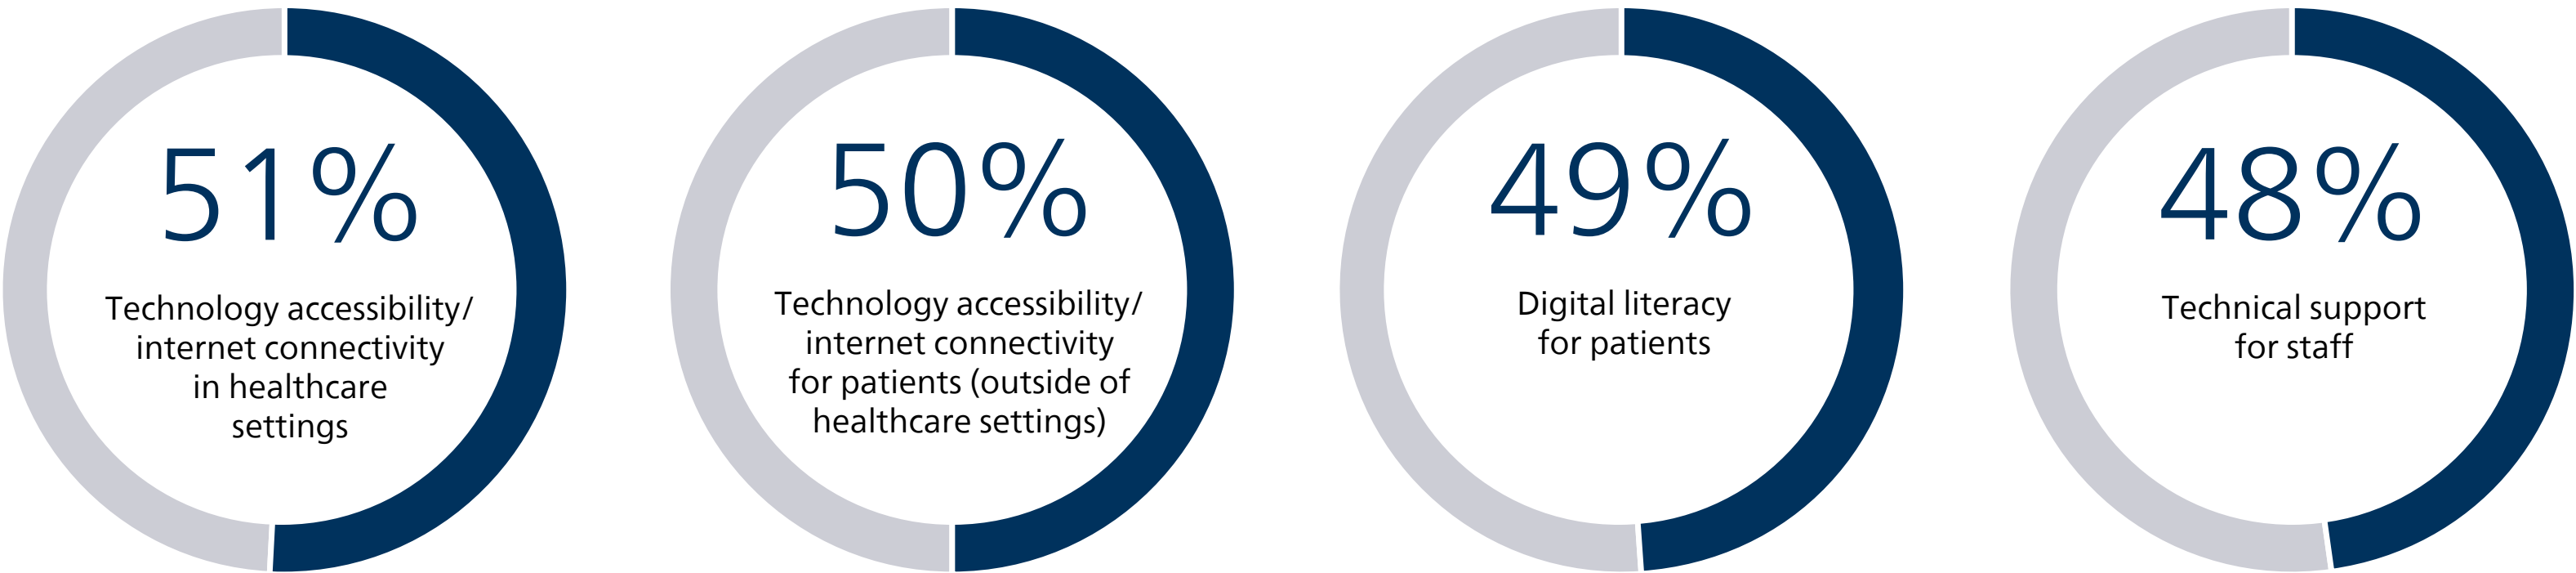 51%
Technology accessibility/
internet connectivity
in healthcare
settings
50%
Technology accessibility/
internet connectivity
for patients (outside of
healthcare settings)
49%
Digital literacy
for patients
48%
Technical support
for staff